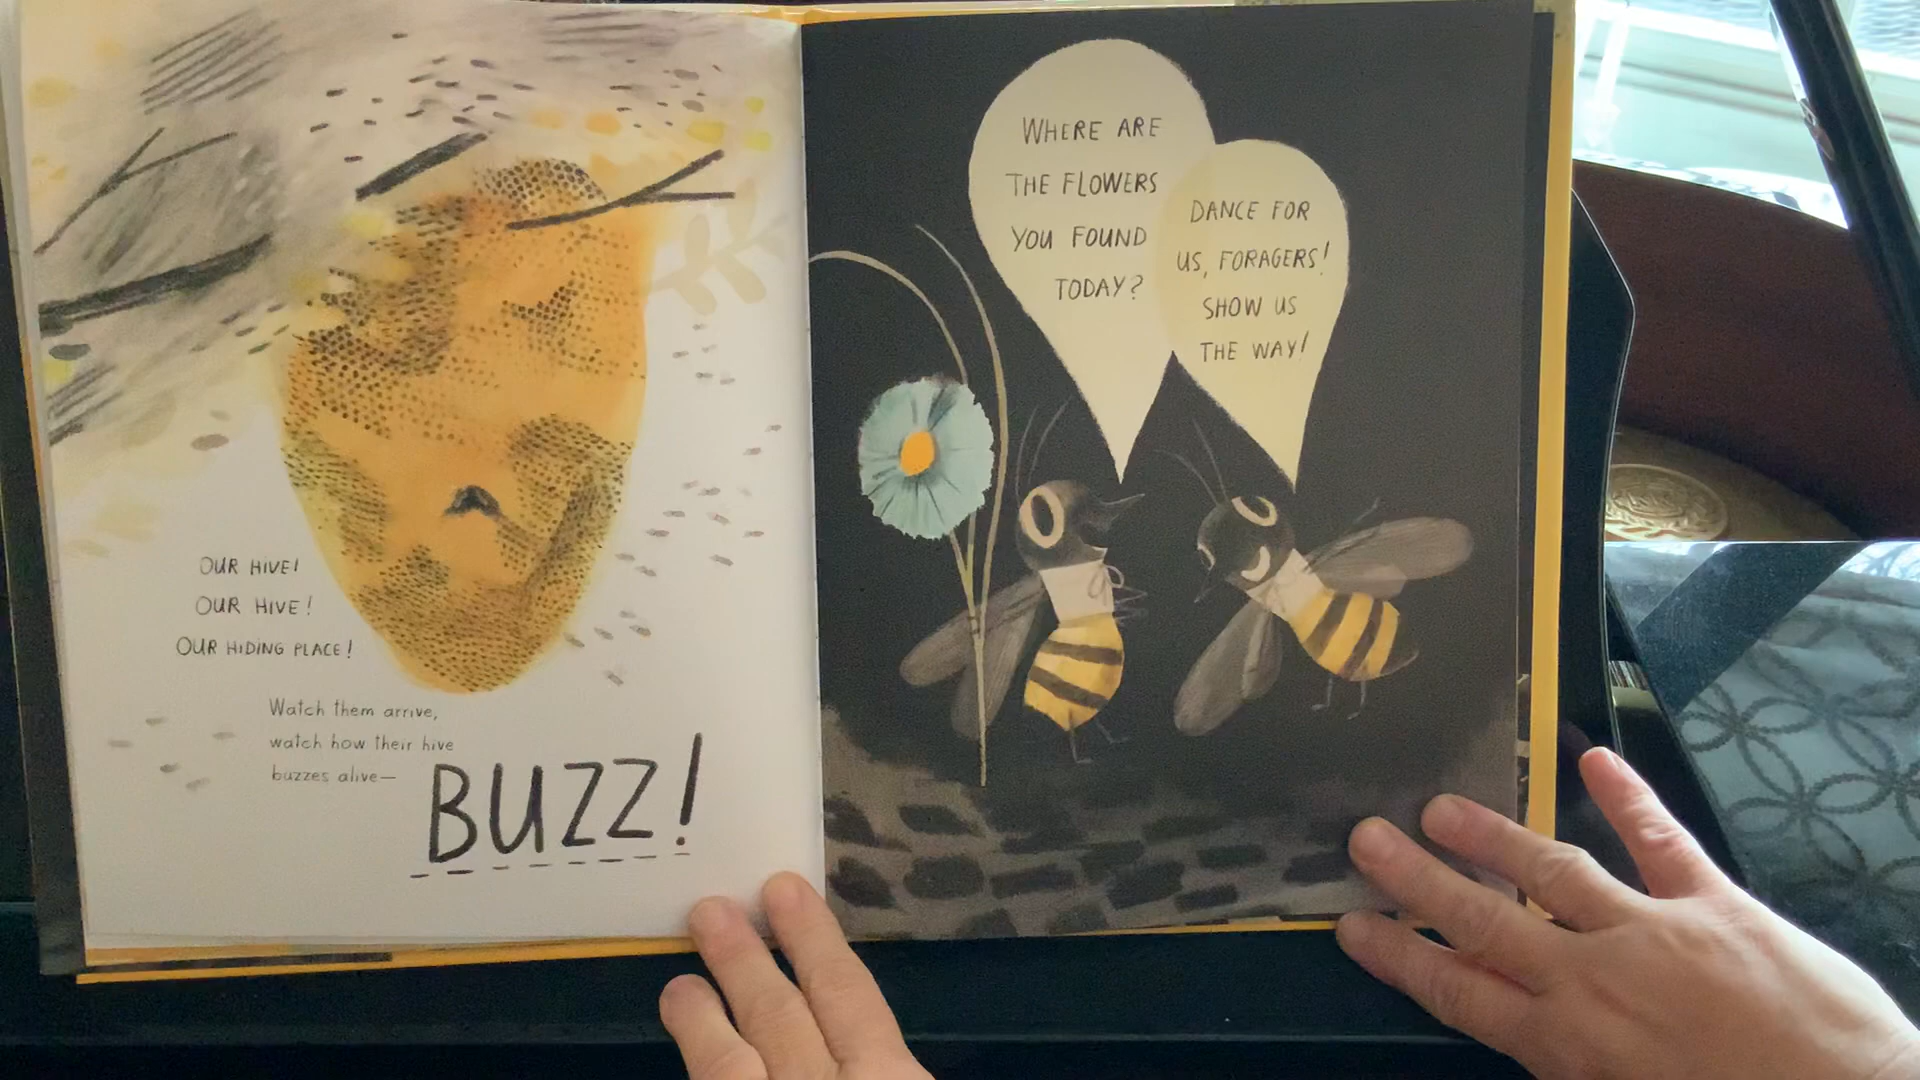 OUR HIVE!
OUR HIVE!
OUR HIDING PLACE!
Watch them arrive,
watch how their hive
buzzes alive—
BUZZ!
WHERE ARE
THE FLOWERS
YOU FOUND
TODAY?
DANCE FOR
US, FORAGERS!
SHOW US
THE WAY!